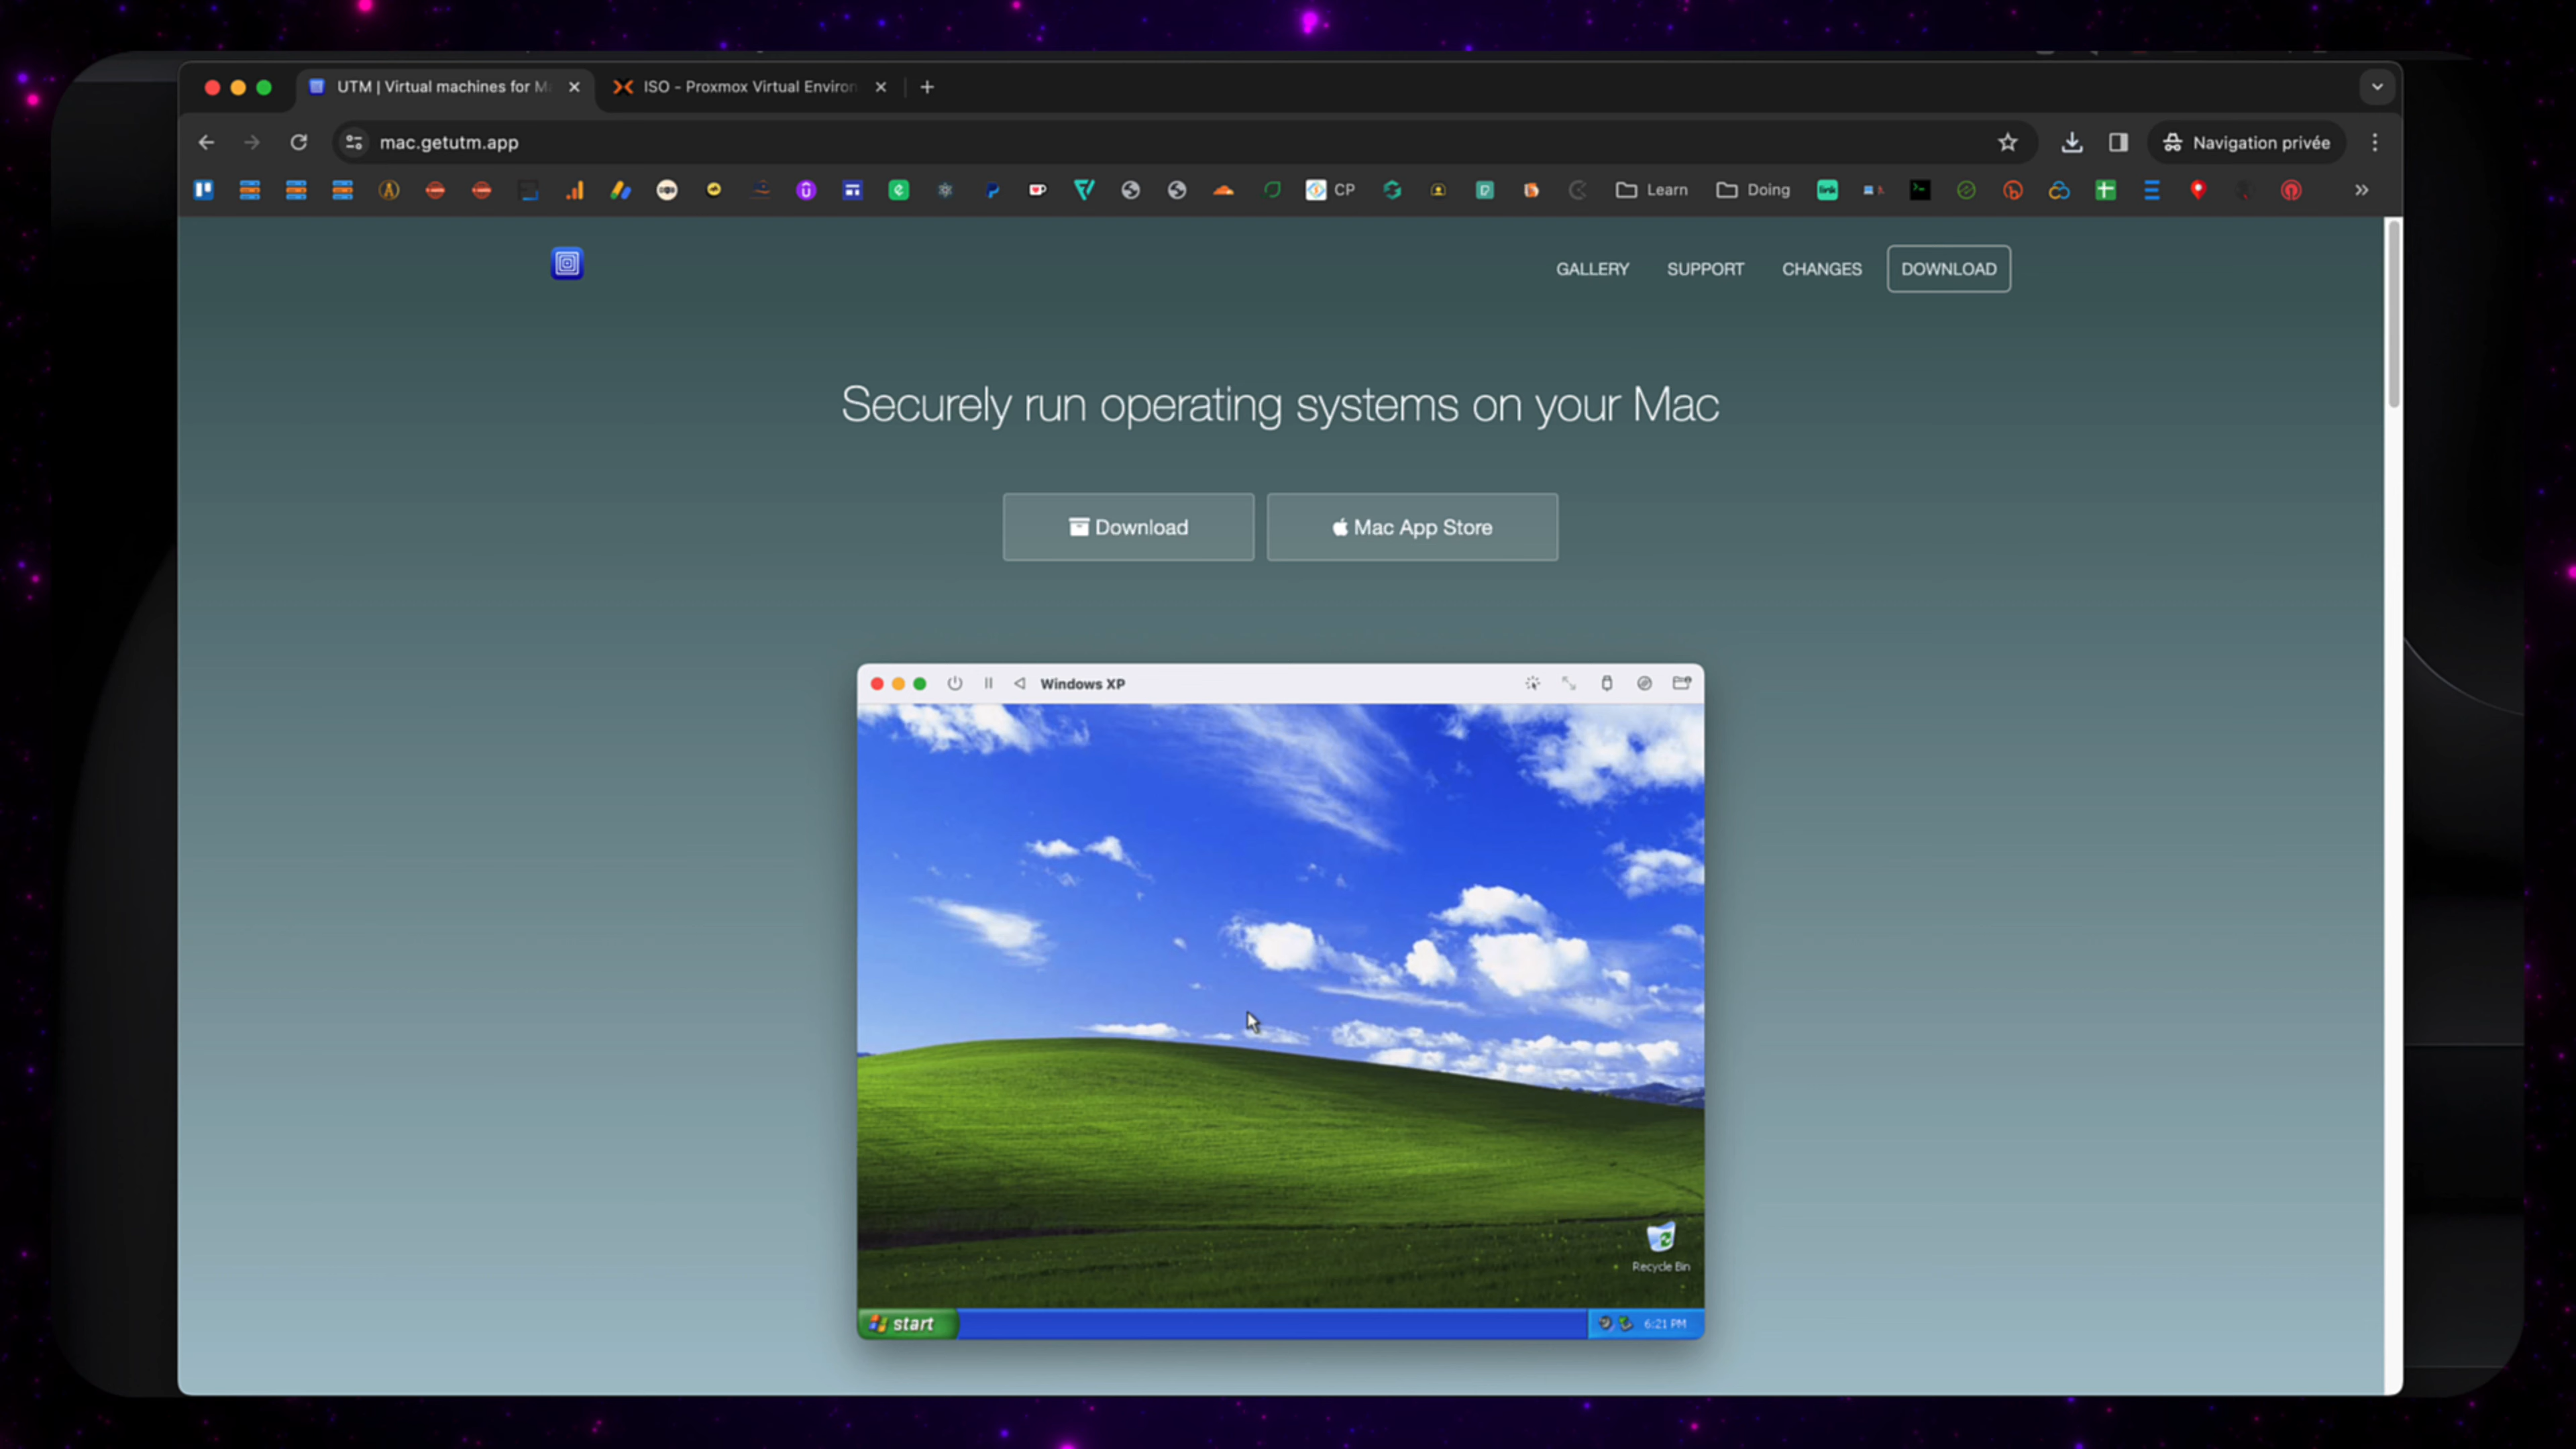 UTM | Virtual machines for M
ISO - Proxmox Virtual Environ
mac.getutm.app
Navigation privée
CP
Learn
Doing
GALLERY
SUPPORT
CHANGES
DOWNLOAD
Securely run operating systems on your Mac
Download
Mac App Store
Windows XP
Recycle Bin
start
6:21 PM